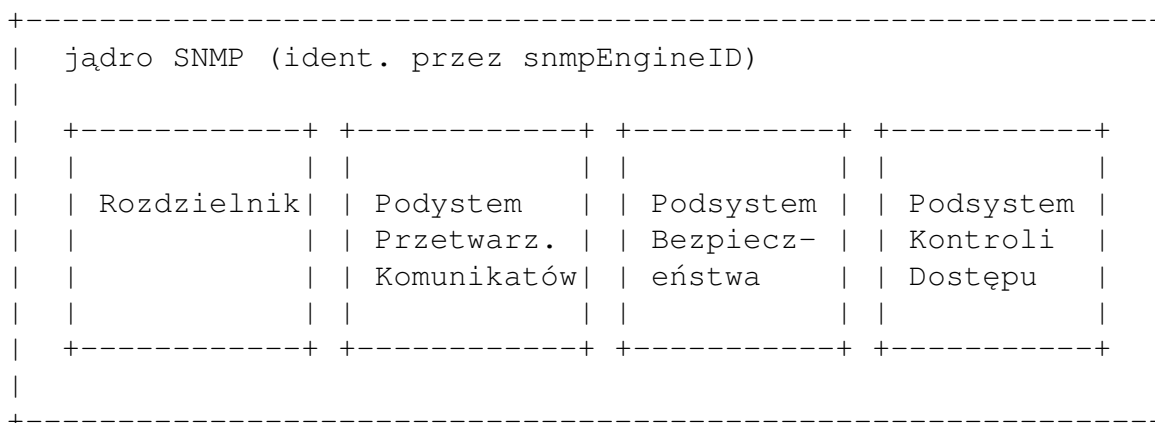 +-----------------------------------------------------------------
|  jądro SNMP (ident. przez snmpEngineID)
|
|  +------------+ +------------+ +-----------+ +-----------+
|  |            | |            | |           | |           |
|  | Rozdzielnik| | Podystem   | | Podsystem | | Podsystem |
|  |            | | Przetwarz. | | Bezpiecz- | | Kontroli  |
|  |            | | Komunikatów| | eństwa    | | Dostępu   |
|  |            | |            | |           | |           |
|  +------------+ +------------+ +-----------+ +-----------+
|
+-----------------------------------------------------------------